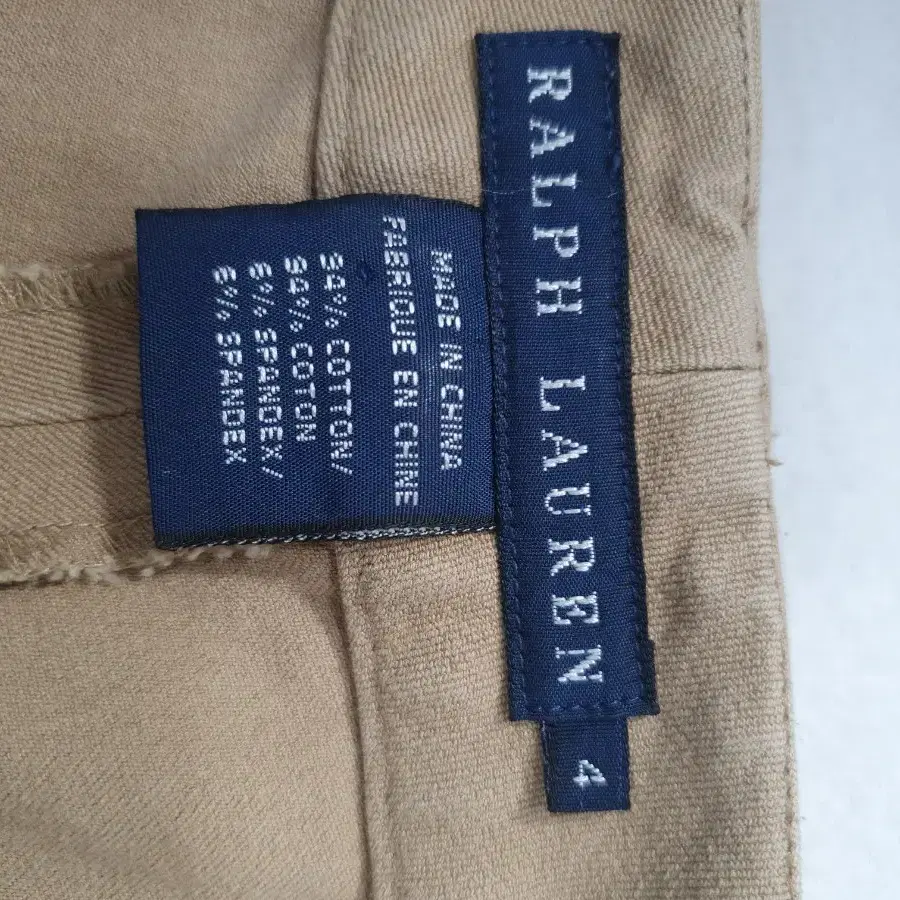 RALPH LAUREN
4
MADE IN CHINA
FABRIQUE EN CHINE
94% COTTON/
94% COTON
6% SPANDEX/
6% SPANDEX